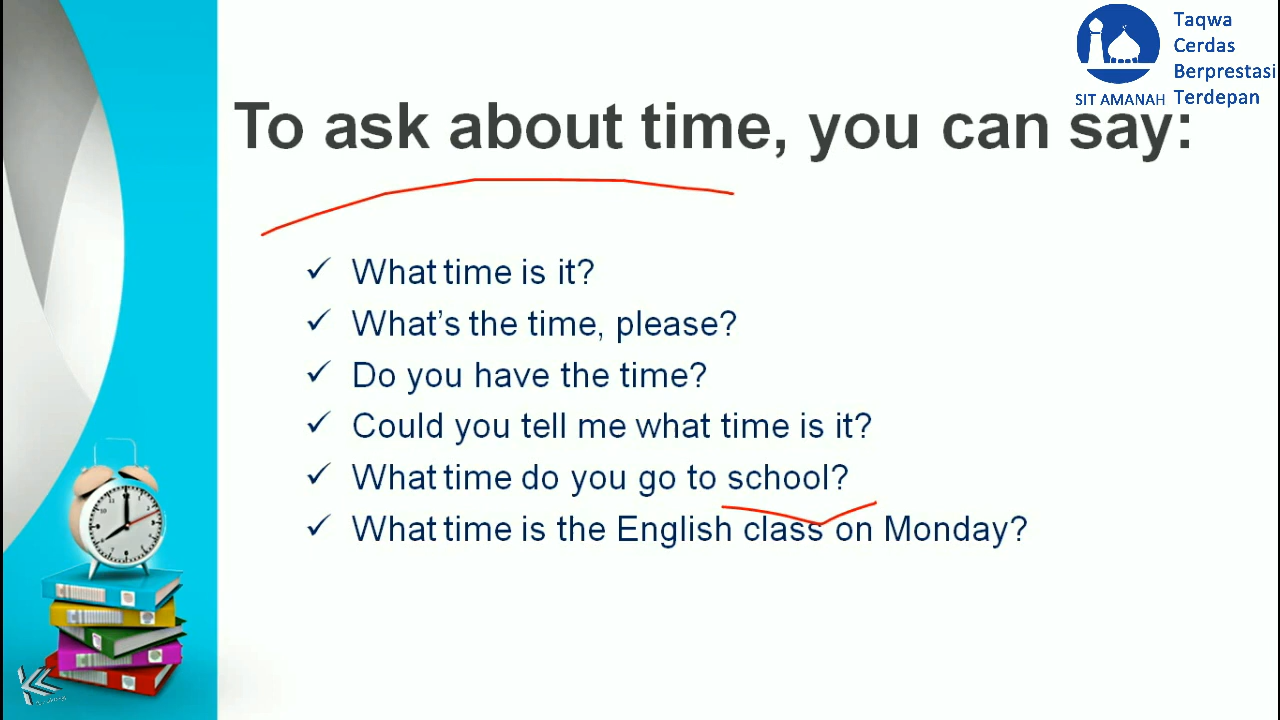 Taqwa
Cerdas
Berprestasi
SIT AMANAH Terdepan
To ask about time, you can say:
✓ What time is it?
✓ What’s the time, please?
✓ Do you have the time?
✓ Could you tell me what time is it?
✓ What time do you go to school?
✓ What time is the English class on Monday?